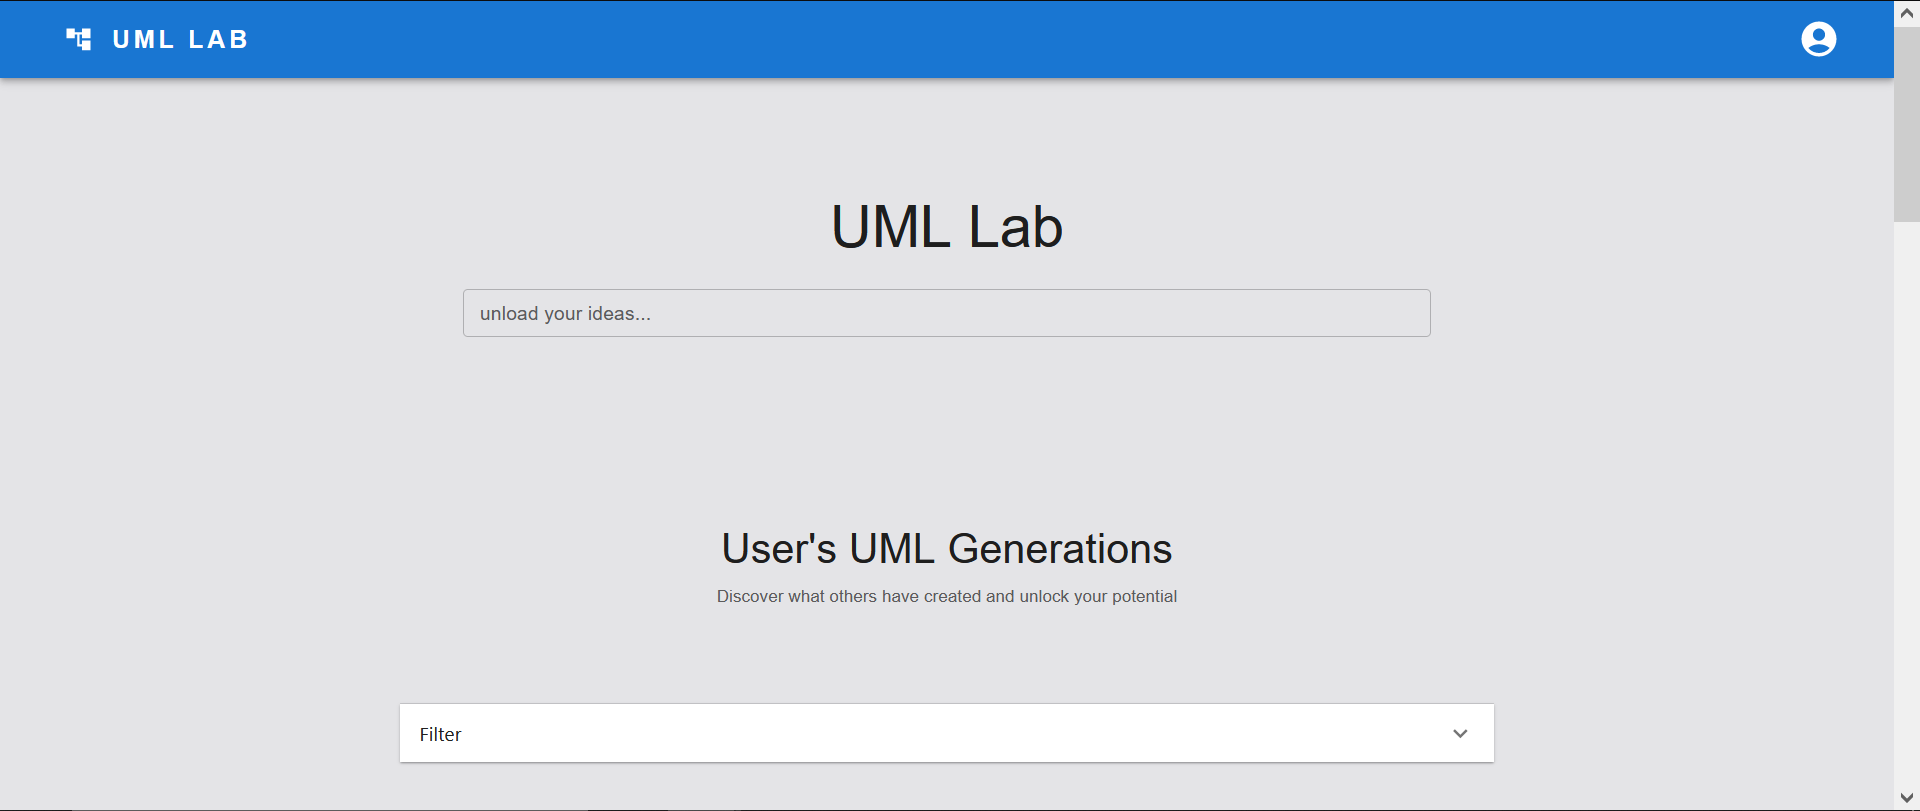 UML LAB
UML Lab
unload your ideas...
User's UML Generations
Discover what others have created and unlock your potential
Filter